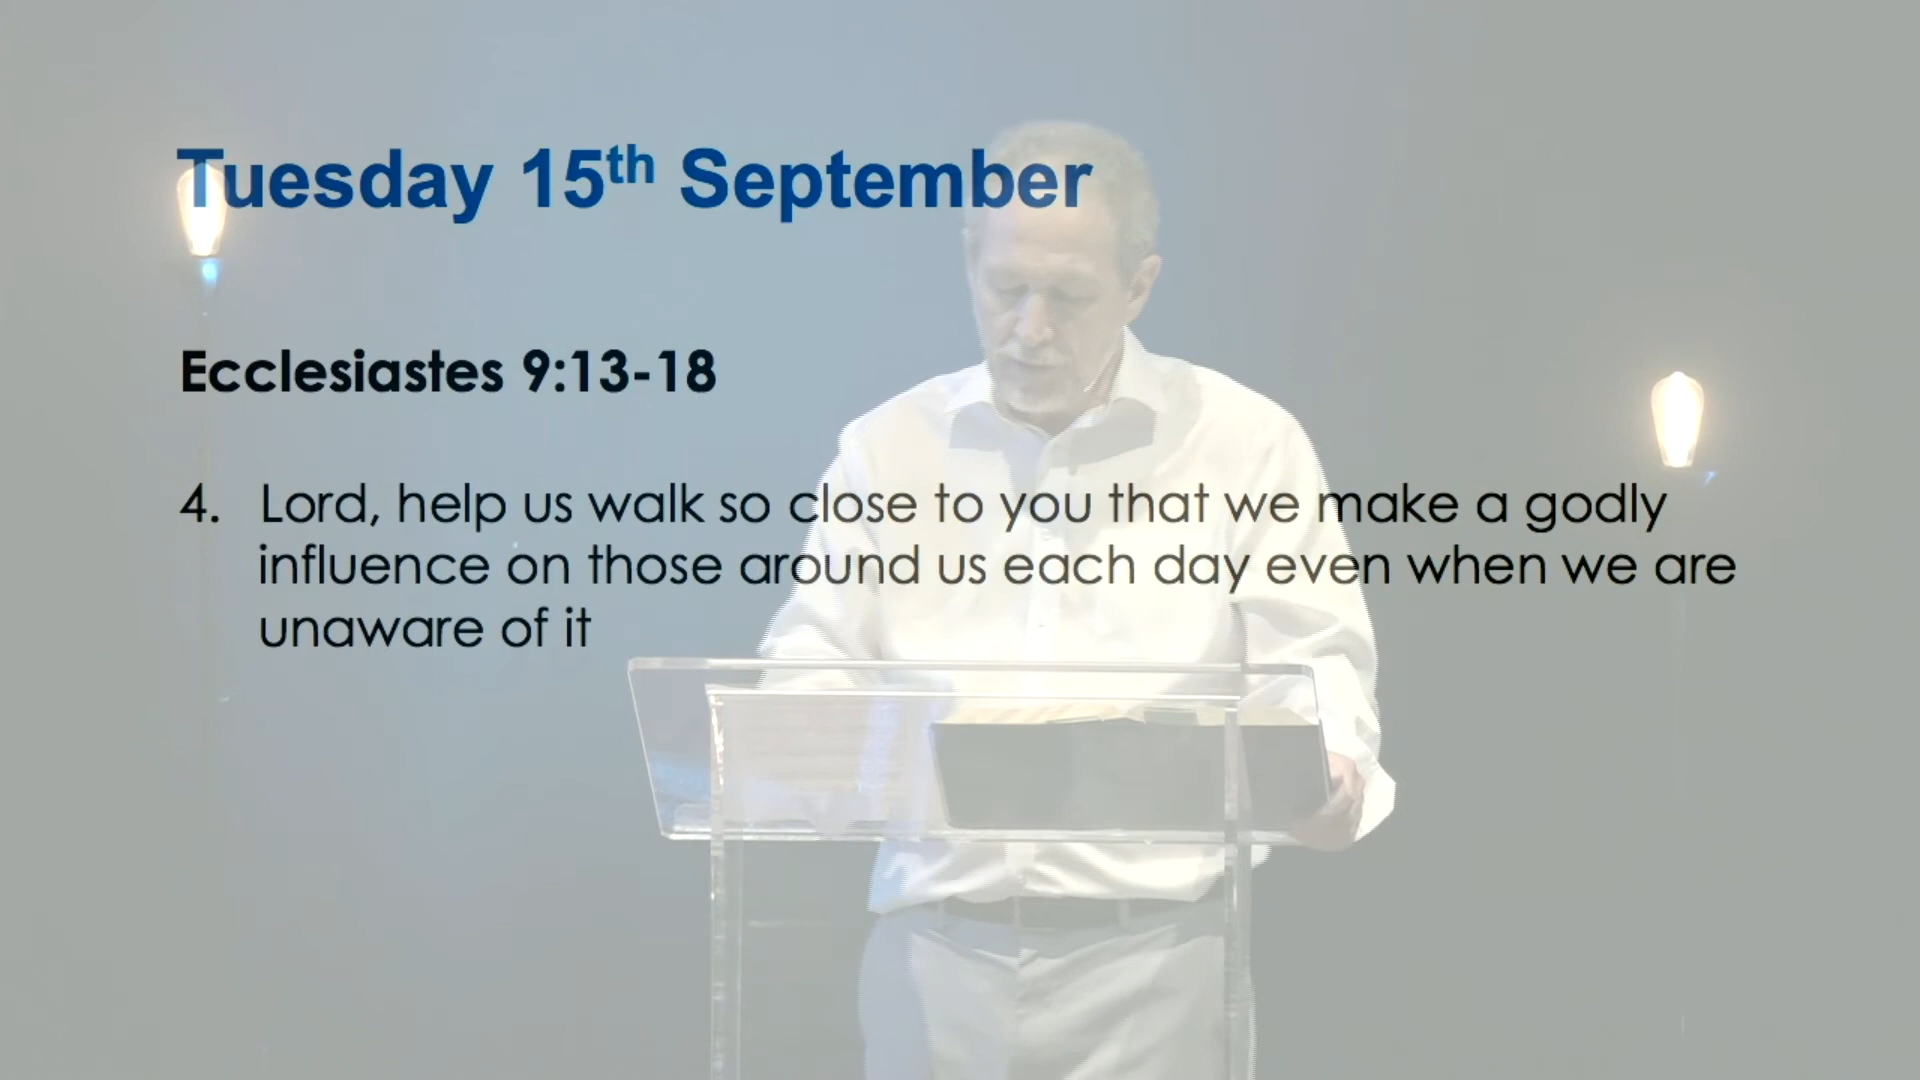 Tuesday 15th September
Ecclesiastes 9:13-18
4. Lord, help us walk so close to you that we make a godly
influence on those around us each day even when we are
unaware of it